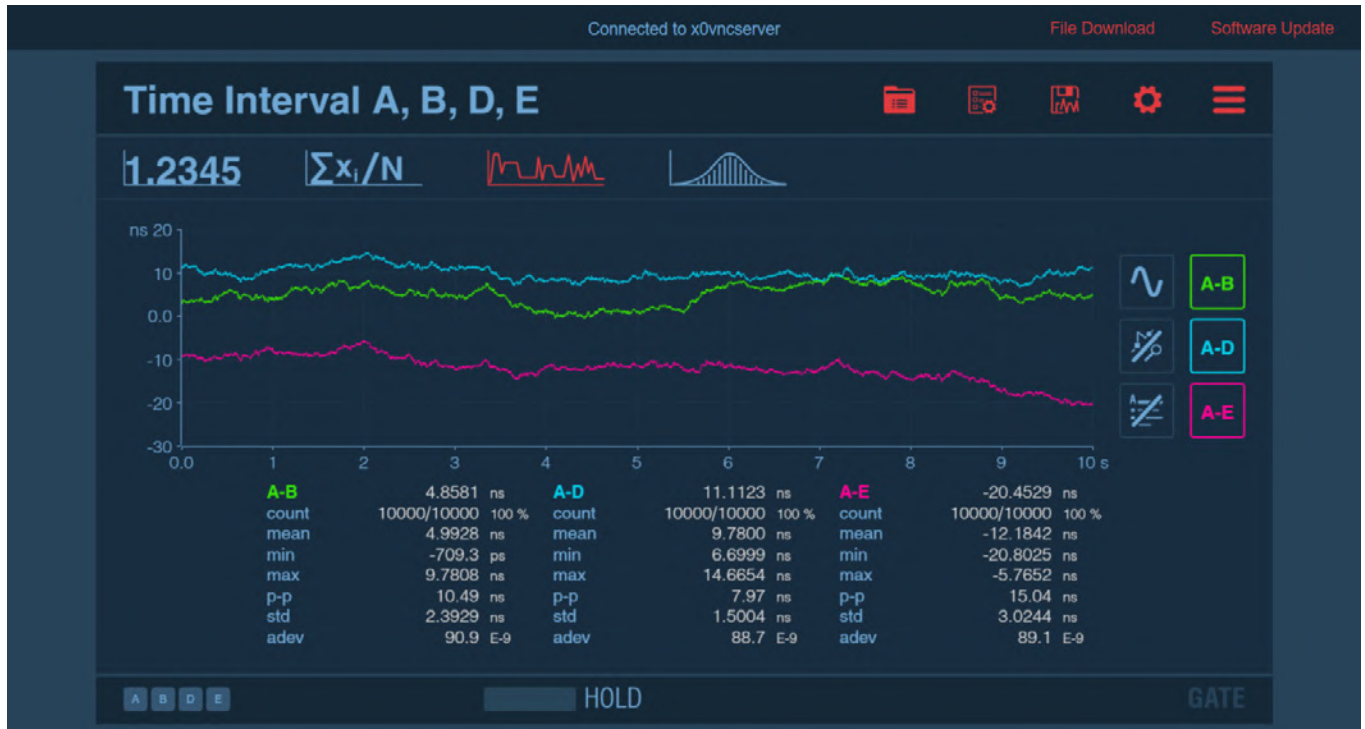 Connected to x0vncserver File Download Software Update
Time Interval A, B, D, E
1.2345 ∑xᵢ/N
ns 20
10
0.0
-10
-20
-30
0.0 1 2 3 4 5 6 7 8 9 10 s
A-B
A-D
A-E
A-B 4.8581 ns A-D 11.1123 ns A-E -20.4529 ns
count 10000/10000 100 % count 10000/10000 100 % count 10000/10000 100 %
mean 4.9928 ns mean 9.7800 ns mean -12.1842 ns
min -709.3 ps min 6.6999 ns min -20.8025 ns
max 9.7808 ns max 14.6654 ns max -5.7652 ns
p-p 10.49 ns p-p 7.97 ns p-p 15.04 ns
std 2.3929 ns std 1.5004 ns std 3.0244 ns
adev 90.9 E-9 adev 88.7 E-9 adev 89.1 E-9
A B D E HOLD GATE